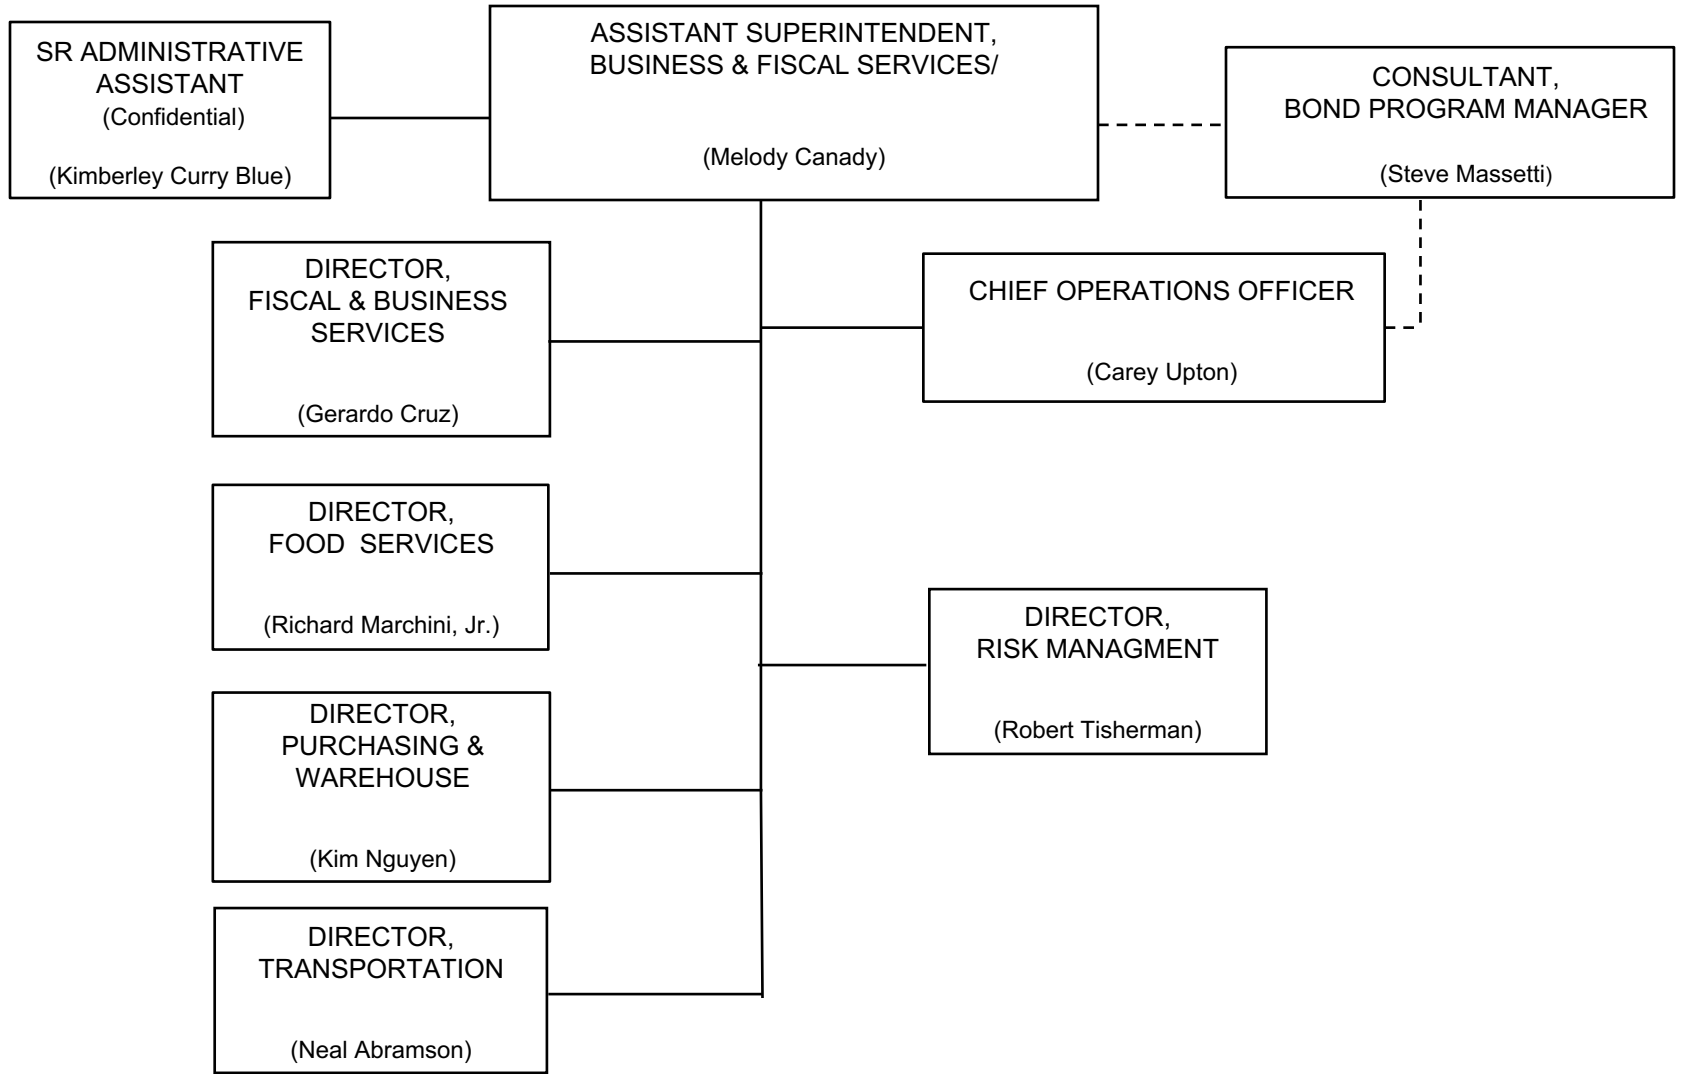 SR ADMINISTRATIVE
ASSISTANT
(Confidential)
(Kimberley Curry Blue)
ASSISTANT SUPERINTENDENT,
BUSINESS & FISCAL SERVICES/
(Melody Canady)
CONSULTANT,
BOND PROGRAM MANAGER
(Steve Massetti)
DIRECTOR,
FISCAL & BUSINESS
SERVICES
(Gerardo Cruz)
CHIEF OPERATIONS OFFICER
(Carey Upton)
DIRECTOR,
FOOD  SERVICES
(Richard Marchini, Jr.)
DIRECTOR,
RISK MANAGMENT
(Robert Tisherman)
DIRECTOR,
PURCHASING &
WAREHOUSE
(Kim Nguyen)
DIRECTOR,
TRANSPORTATION
(Neal Abramson)